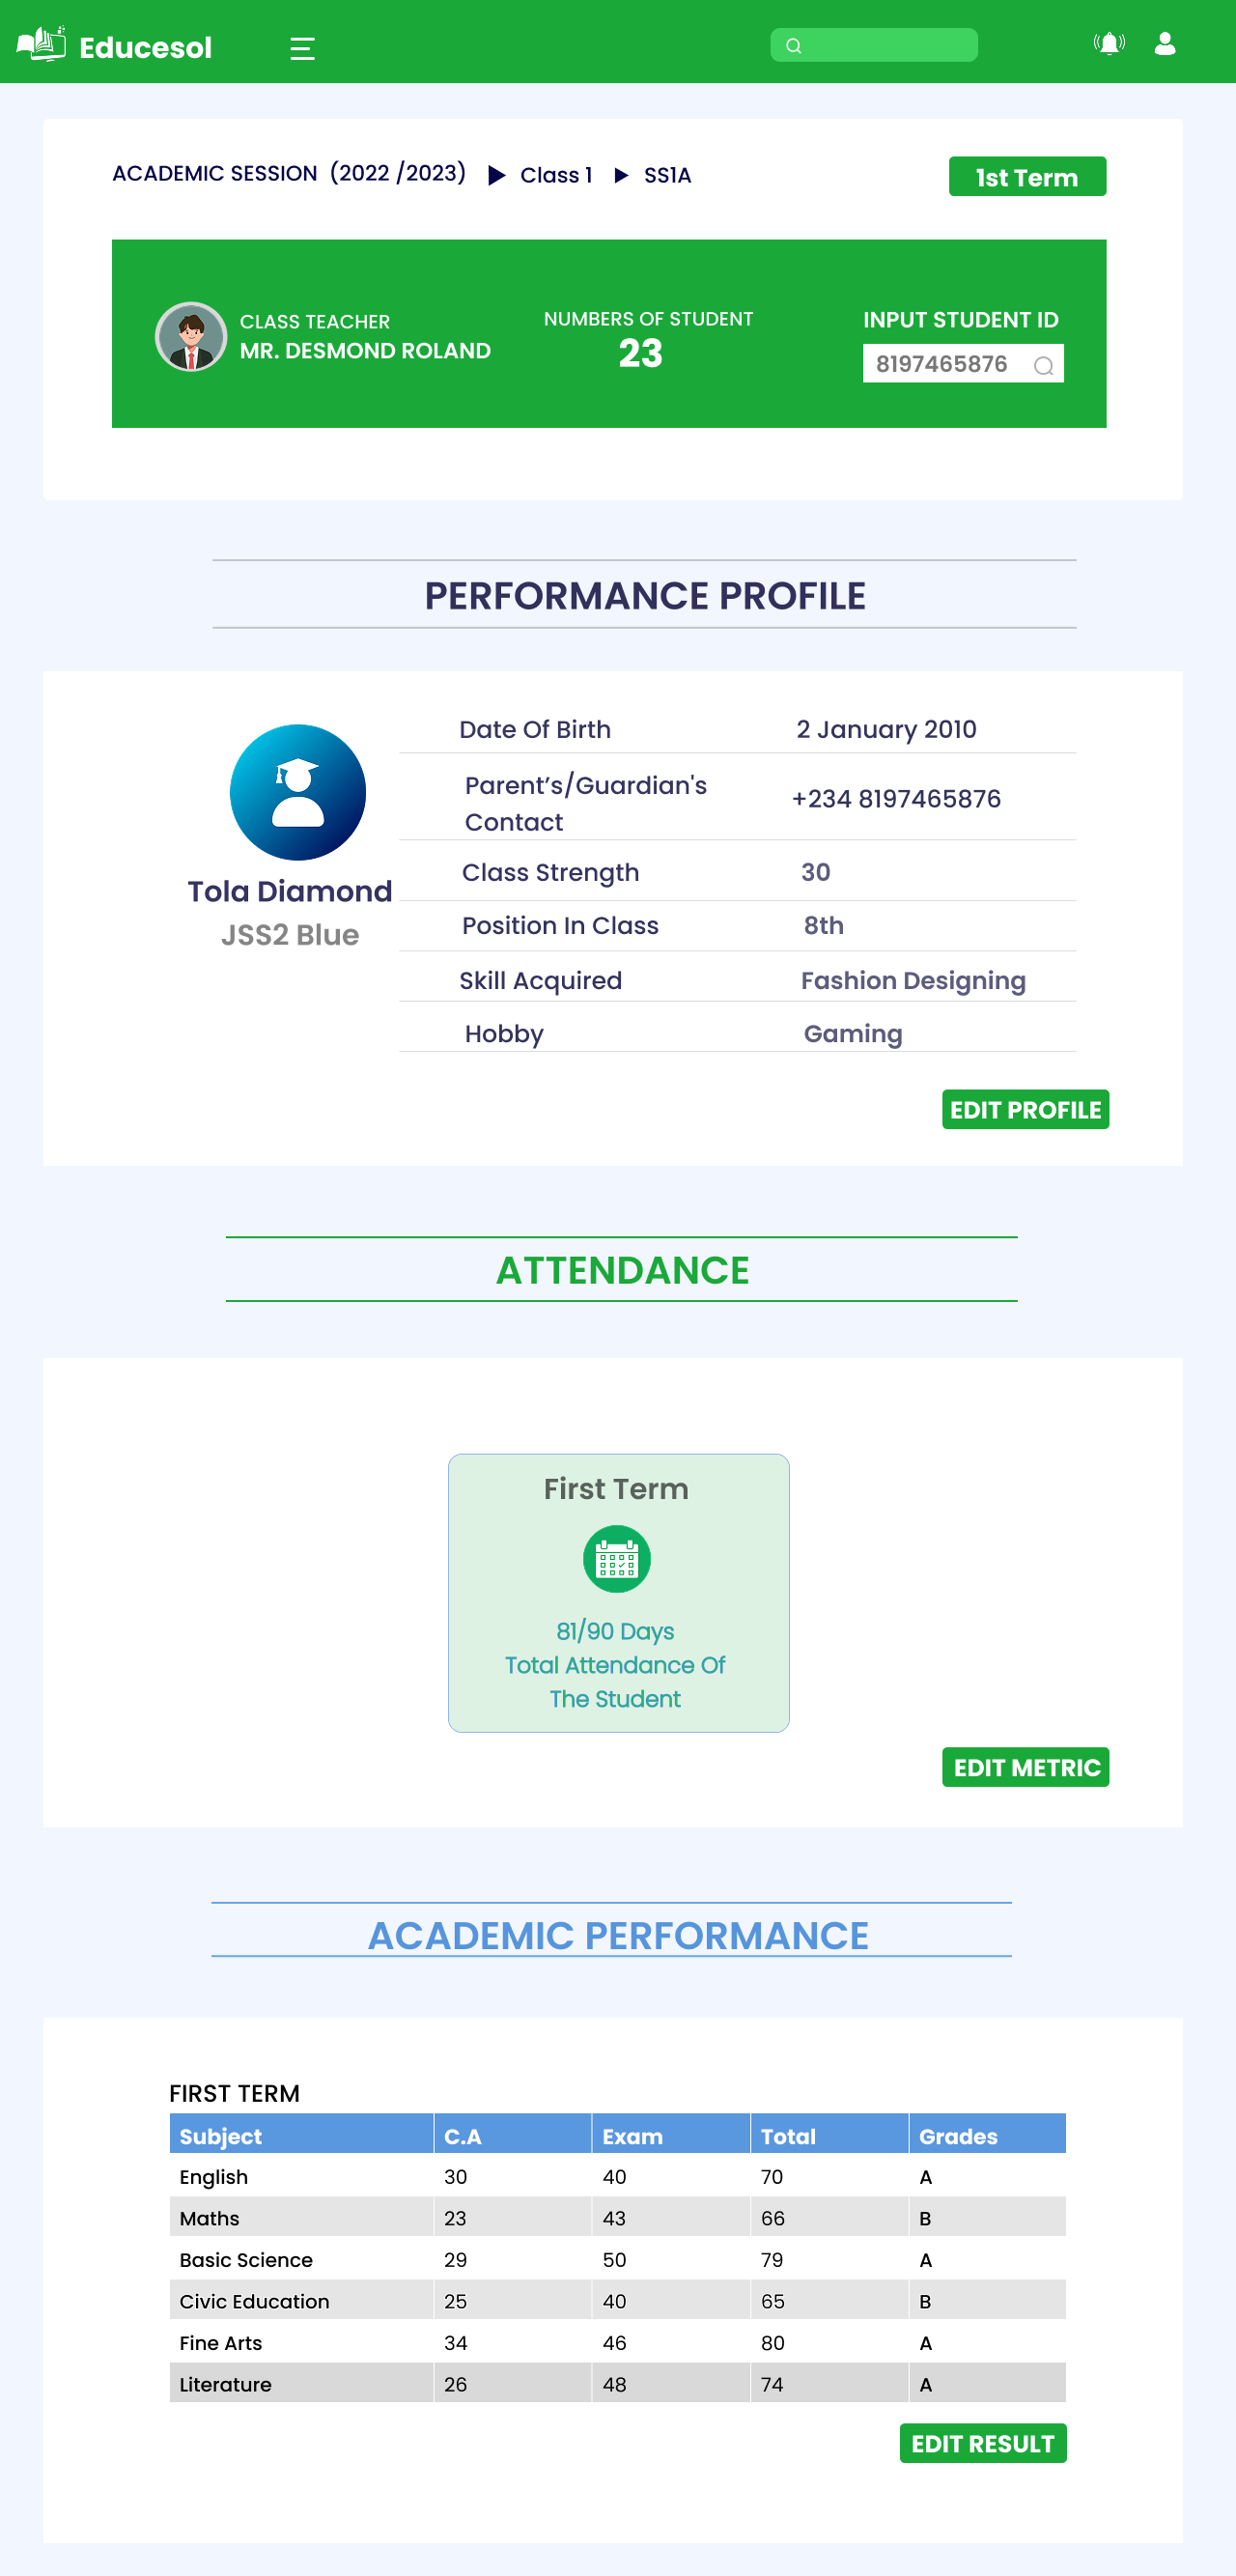 Educesol
ACADEMIC SESSION (2022 /2023) Class 1 SS1A
1st Term
CLASS TEACHER
MR. DESMOND ROLAND
NUMBERS OF STUDENT
23
INPUT STUDENT ID
8197465876
PERFORMANCE PROFILE
Tola Diamond
JSS2 Blue
Date Of Birth 2 January 2010
Parent’s/Guardian's
Contact
+234 8197465876
Class Strength 30
Position In Class 8th
Skill Acquired Fashion Designing
Hobby Gaming
EDIT PROFILE
ATTENDANCE
First Term
81/90 Days
Total Attendance Of
The Student
EDIT METRIC
ACADEMIC PERFORMANCE
FIRST TERM
Subject C.A Exam Total Grades
English 30 40 70 A
Maths 23 43 66 B
Basic Science 29 50 79 A
Civic Education 25 40 65 B
Fine Arts 34 46 80 A
Literature 26 48 74 A
EDIT RESULT